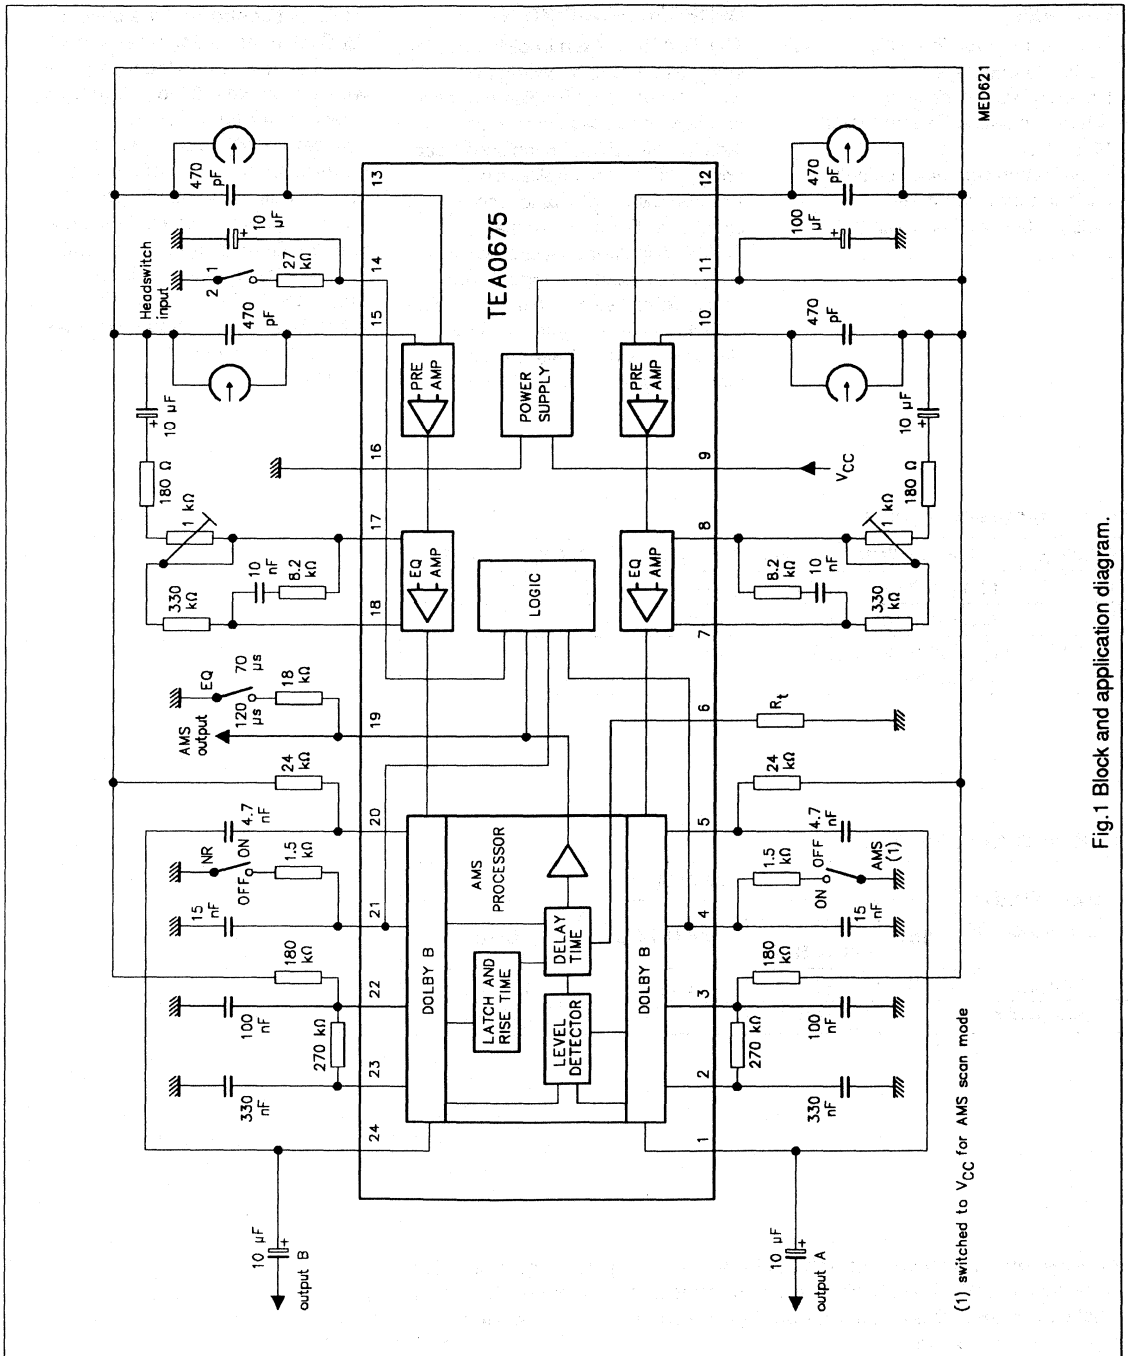 MED621
470
pF
10
µF
+
27
kΩ
Headswitch
input
2
1
470
pF
10 µF
+
180 Ω
1 kΩ
10
nF
8.2
kΩ
330
kΩ
EQ
70
µs
120
µs
18
kΩ
AMS
output
24
kΩ
4.7
nF
NR
ON
OFF
1.5
kΩ
15
nF
180
kΩ
100
nF
270 kΩ
330
nF
10 µF
+
output B
13
14
15
16
17
18
19
20
21
22
23
24
TEA0675
PRE
AMP
POWER
SUPPLY
PRE
AMP
EQ
AMP
LOGIC
EQ
AMP
DOLBY B
AMS
PROCESSOR
LATCH AND
RISE TIME
DELAY
TIME
LEVEL
DETECTOR
DOLBY B
12
11
10
9
8
7
6
5
4
3
2
1
470
pF
100
µF
+
470
pF
10 µF
+
VCC
180 Ω
1 kΩ
8.2
kΩ
10
nF
330
kΩ
Rt
24
kΩ
4.7
nF
1.5
kΩ
OFF
ON
AMS
(1)
15
nF
180
kΩ
100
nF
270 kΩ
330
nF
10 µF
+
output A
(1) switched to VCC for AMS scan mode
Fig.1 Block and application diagram.